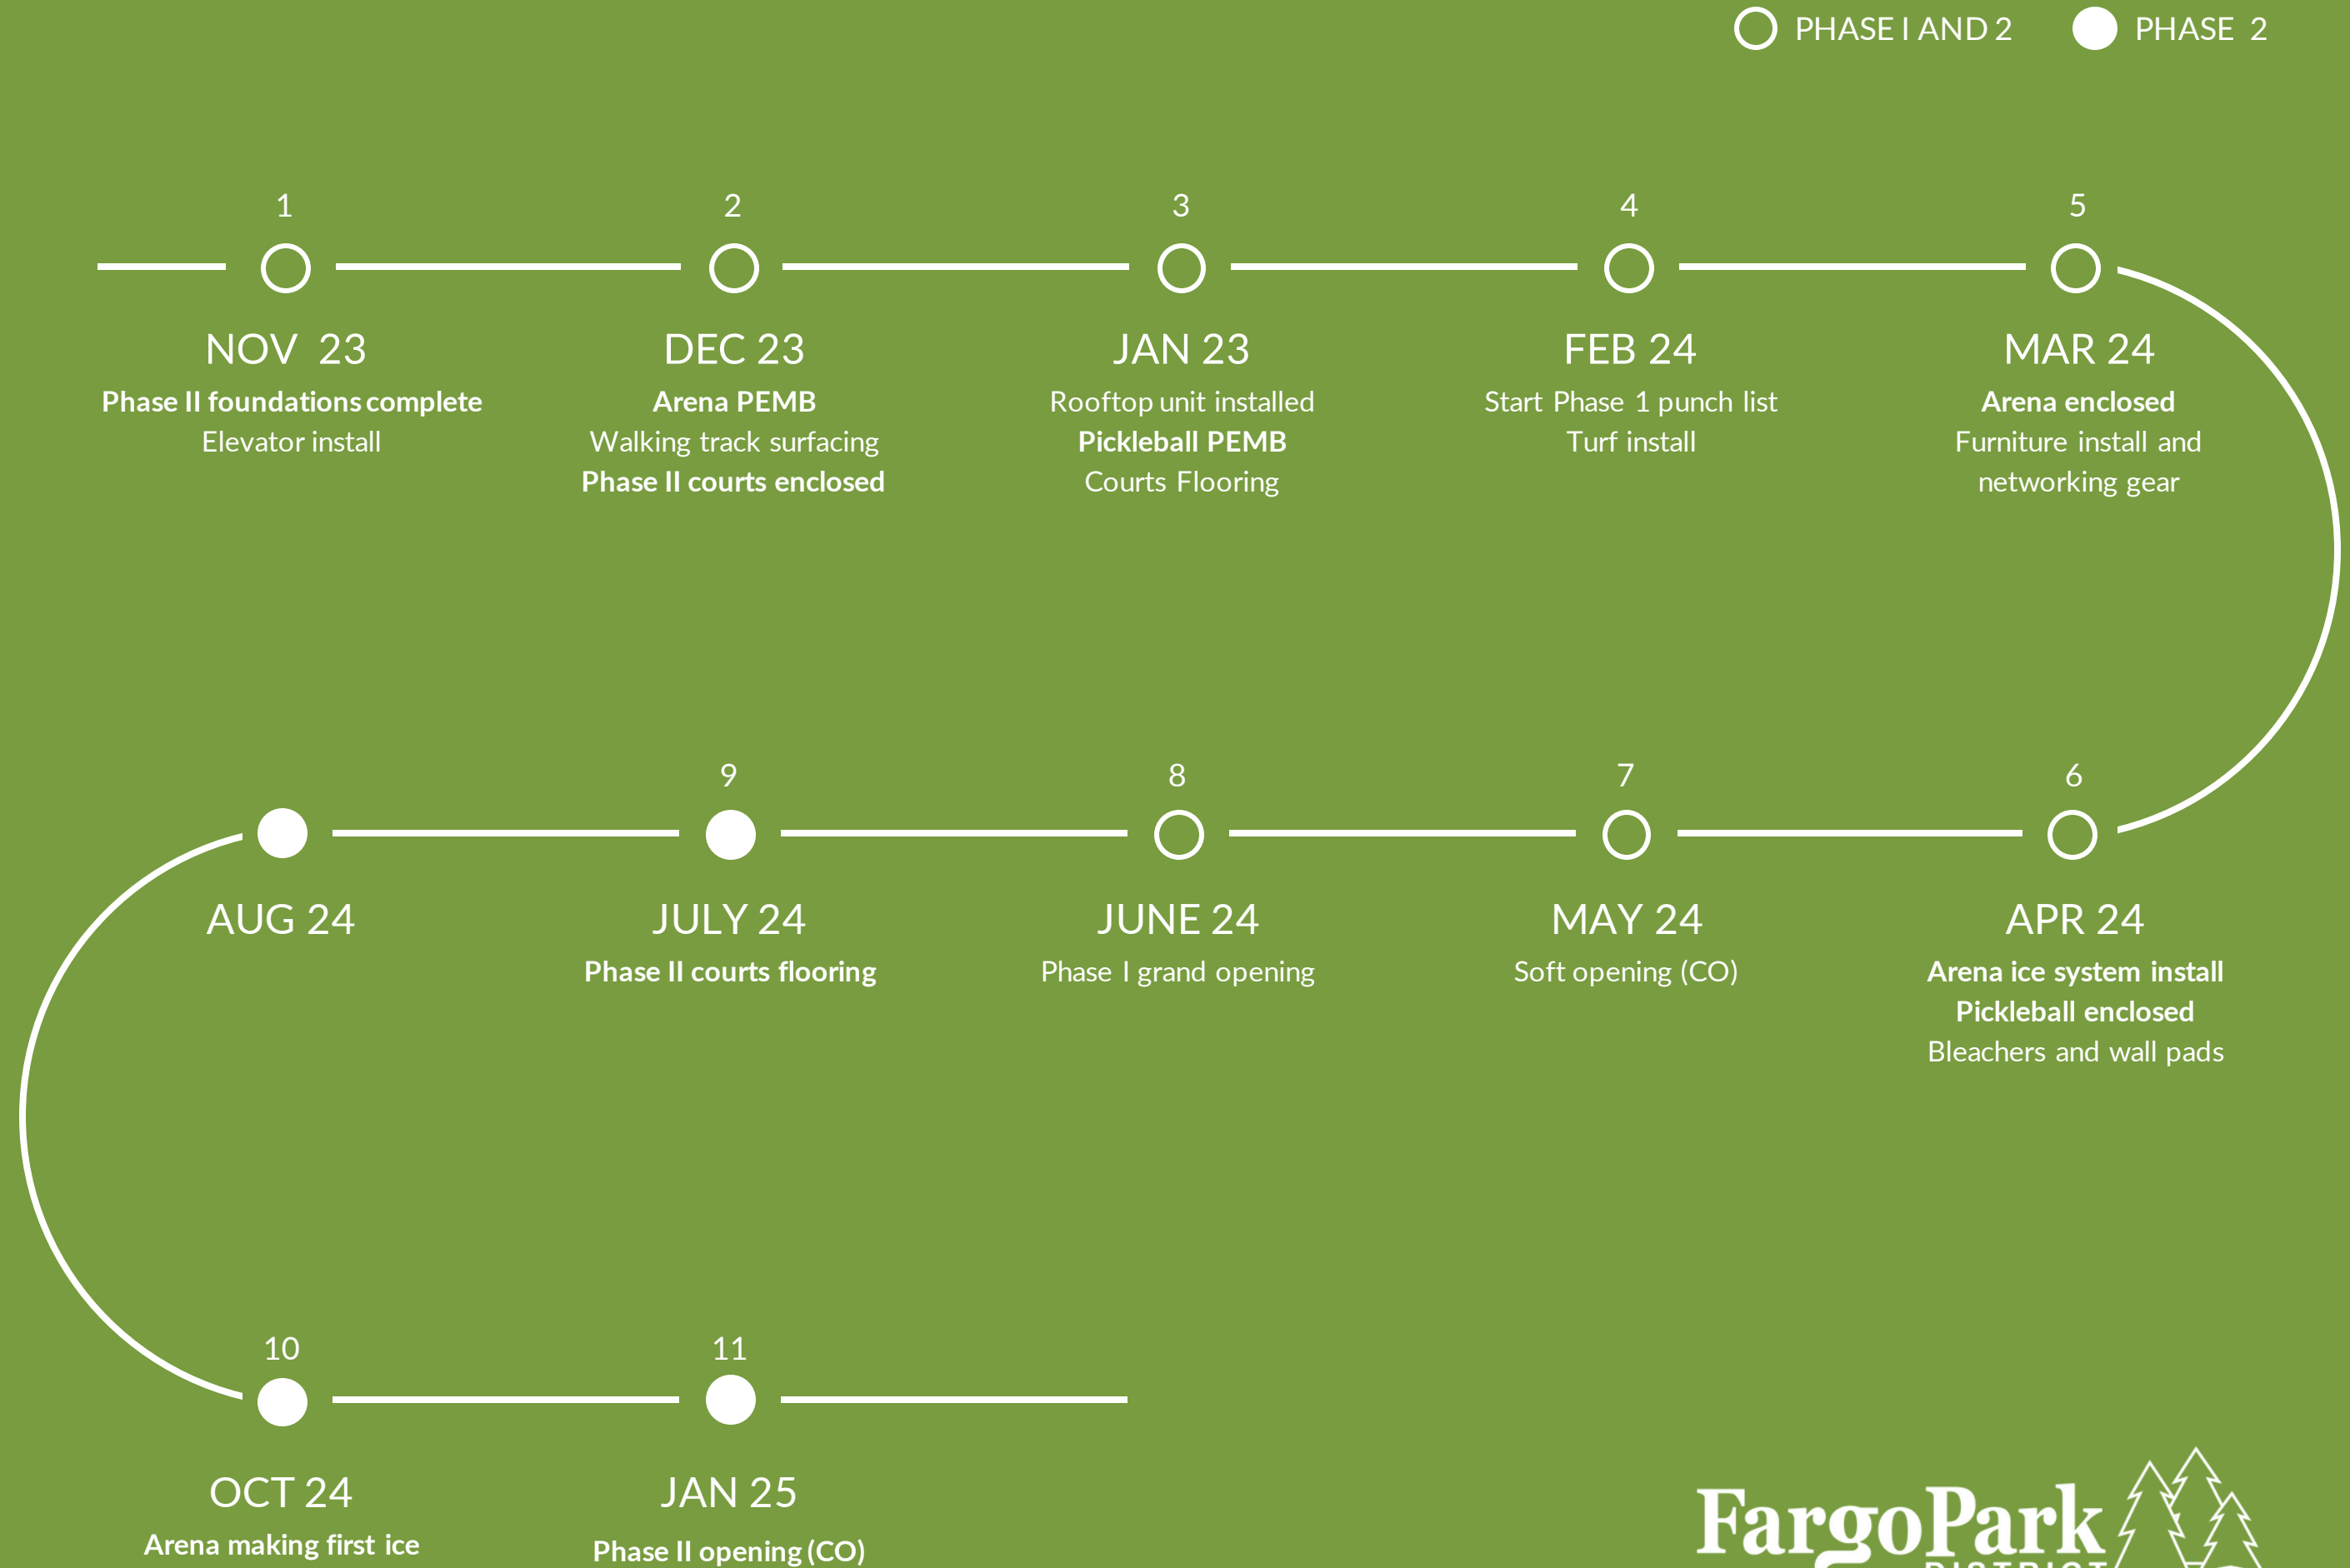 PHASE I AND 2
PHASE 2
1
2
3
4
5
NOV 23
Phase II foundations complete
Elevator install
DEC 23
Arena PEMB
Walking track surfacing
Phase II courts enclosed
JAN 23
Rooftop unit installed
Pickleball PEMB
Courts Flooring
FEB 24
Start Phase 1 punch list
Turf install
MAR 24
Arena enclosed
Furniture install and
networking gear
6
APR 24
Arena ice system install
Pickleball enclosed
Bleachers and wall pads
7
MAY 24
Soft opening (CO)
8
JUNE 24
Phase I grand opening
9
JULY 24
Phase II courts flooring
AUG 24
10
OCT 24
Arena making first ice
11
JAN 25
Phase II opening (CO)
FargoPark
DISTRICT